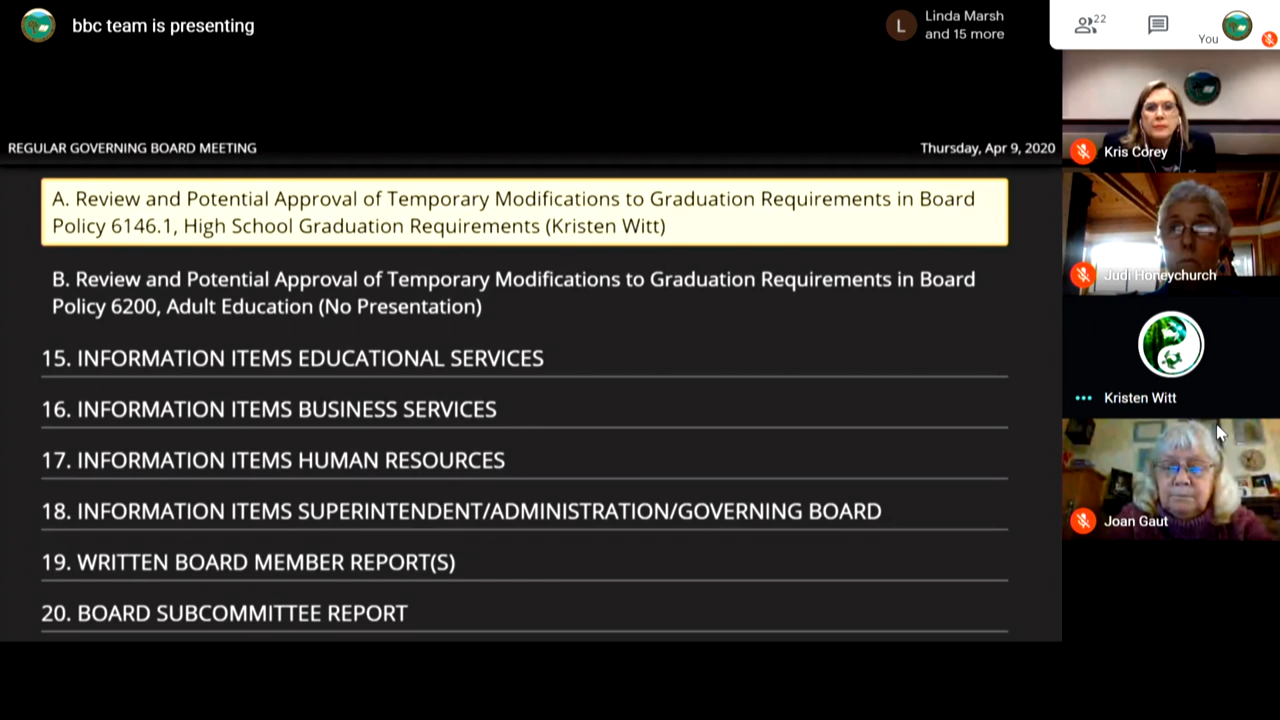 bbc team is presenting
L
Linda Marsh
and 15 more
22
You
REGULAR GOVERNING BOARD MEETING
Thursday, Apr 9, 2020
A. Review and Potential Approval of Temporary Modifications to Graduation Requirements in Board
Policy 6146.1, High School Graduation Requirements (Kristen Witt)
B. Review and Potential Approval of Temporary Modifications to Graduation Requirements in Board
Policy 6200, Adult Education (No Presentation)
15. INFORMATION ITEMS EDUCATIONAL SERVICES
16. INFORMATION ITEMS BUSINESS SERVICES
17. INFORMATION ITEMS HUMAN RESOURCES
18. INFORMATION ITEMS SUPERINTENDENT/ADMINISTRATION/GOVERNING BOARD
19. WRITTEN BOARD MEMBER REPORT(S)
20. BOARD SUBCOMMITTEE REPORT
Kris Corey
Judi Honeychurch
Kristen Witt
Joan Gaut